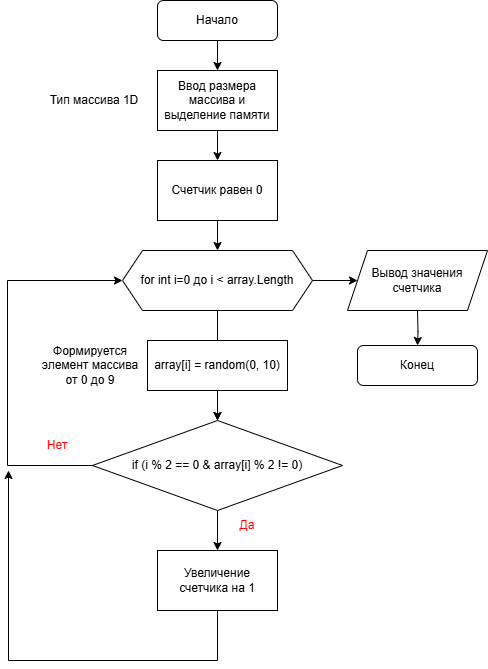 Начало
Тип массива 1D
Ввод размера
массива и
выделение памяти
Счетчик равен 0
for int i=0 до i < array.Length
Вывод значения
счетчика
Формируется
элемент массива
от 0 до 9
array[i] = random(0, 10)
Конец
Нет
if (i % 2 == 0 & array[i] % 2 != 0)
Да
Увеличение
счетчика на 1